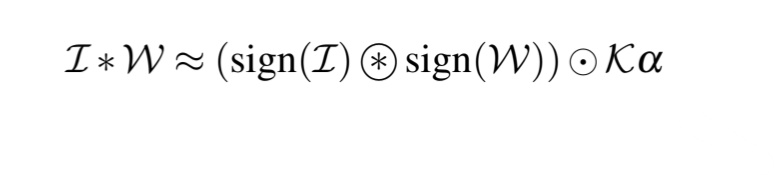 𝓘 ∗ 𝓦 ≈ (sign(𝓘) ⊛ sign(𝓦)) ⊙ 𝓚α